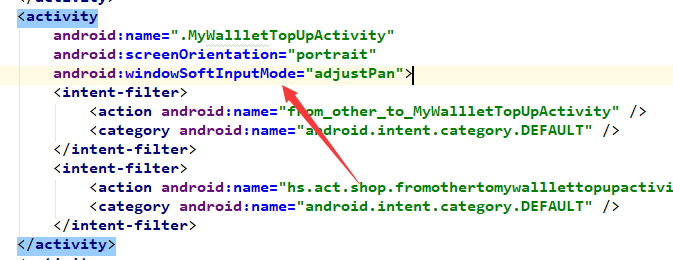 </activity>
<activity
android:name=".MyWallletTopUpActivity"
android:screenOrientation="portrait"
android:windowSoftInputMode="adjustPan">
<intent-filter>
<action android:name="from_other_to_MyWallletTopUpActivity" />
<category android:name="android.intent.category.DEFAULT" />
</intent-filter>
<intent-filter>
<action android:name="hs.act.shop.fromothertomywalllettopupactivi
<category android:name="android.intent.category.DEFAULT" />
</intent-filter>
</activity>